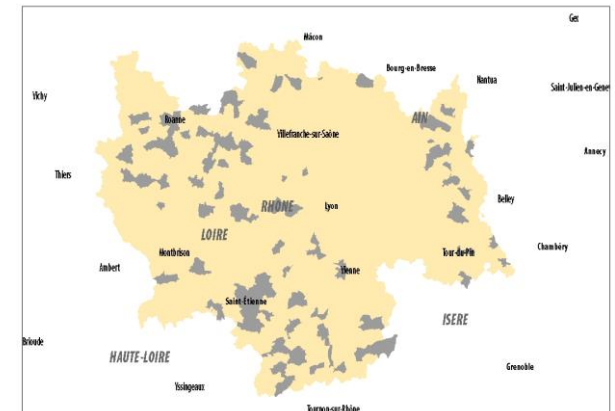 Gex
Mâcon
Bourg-en-Bresse
Nantua
Saint-Julien-en-Genev
Vichy
Roanne
AIN
Villefranche-sur-Saône
Annecy
Thiers
Belley
RHÔNE
Lyon
LOIRE
Chambéry
Montbrison
Tour-du-Pin
Ambert
Vienne
Saint-Étienne
ISERE
Brioude
HAUTE-LOIRE
Grenoble
Yssingeaux
Tournon-sur-Rhône